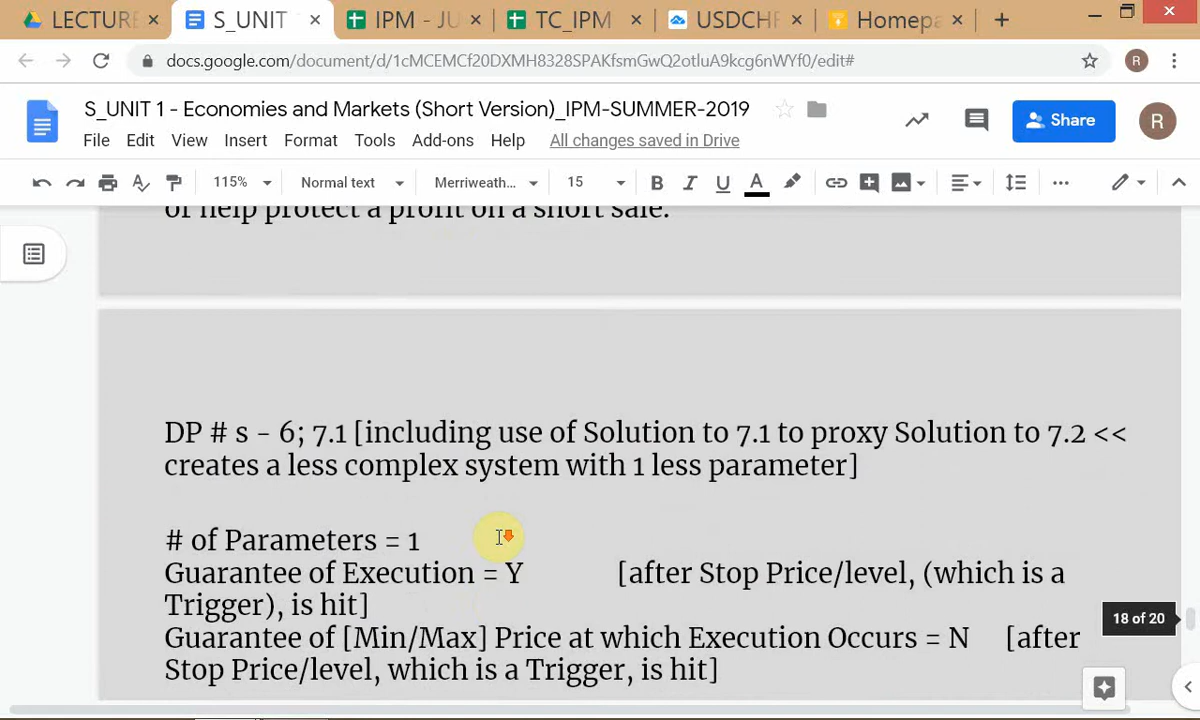 LECTURE
S_UNIT
IPM - JU
TC_IPM
USDCHF
Homepa
docs.google.com/document/d/1cMCEMCf20DXMH8328SPAKfsmGwQ2otluA9kcg6nWYf0/edit#
R
S_UNIT 1 - Economies and Markets (Short Version)_IPM-SUMMER-2019
File Edit View Insert Format Tools Add-ons Help All changes saved in Drive
Share
R
115% Normal text Merriweath... 15 B I U A
or help protect a profit on a short sale.
DP # s - 6; 7.1 [including use of Solution to 7.1 to proxy Solution to 7.2 <<
creates a less complex system with 1 less parameter]
# of Parameters = 1
Guarantee of Execution = Y [after Stop Price/level, (which is a
Trigger), is hit]
18 of 20
Guarantee of [Min/Max] Price at which Execution Occurs = N [after
Stop Price/level, which is a Trigger, is hit]